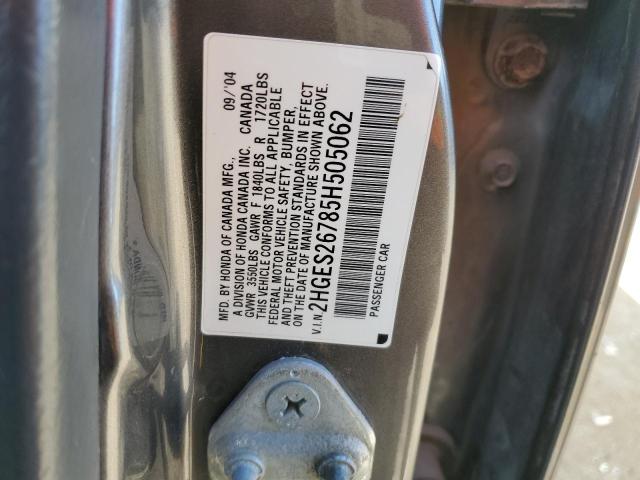 MFD. BY HONDA OF CANADA MFG., 09/'04
A DIVISION OF HONDA CANADA INC. CANADA
GVWR 3550LBS GAWR F 1840LBS R 1720LBS
THIS VEHICLE CONFORMS TO ALL APPLICABLE
FEDERAL MOTOR VEHICLE SAFETY, BUMPER,
AND THEFT PREVENTION STANDARDS IN EFFECT
ON THE DATE OF MANUFACTURE SHOWN ABOVE.
V.I.N. 2HGES26785H505062
PASSENGER CAR